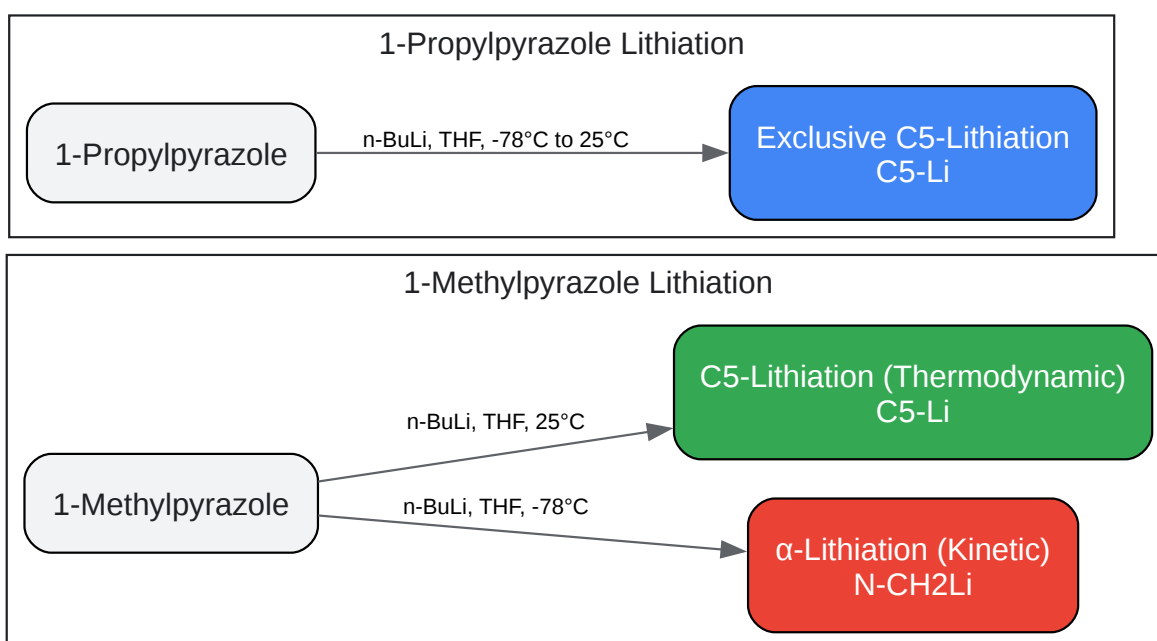 1-Propylpyrazole Lithiation
1-Propylpyrazole
n-BuLi, THF, -78°C to 25°C
Exclusive C5-Lithiation
C5-Li
1-Methylpyrazole Lithiation
C5-Lithiation (Thermodynamic)
C5-Li
n-BuLi, THF, 25°C
1-Methylpyrazole
n-BuLi, THF, -78°C
α-Lithiation (Kinetic)
N-CH2Li